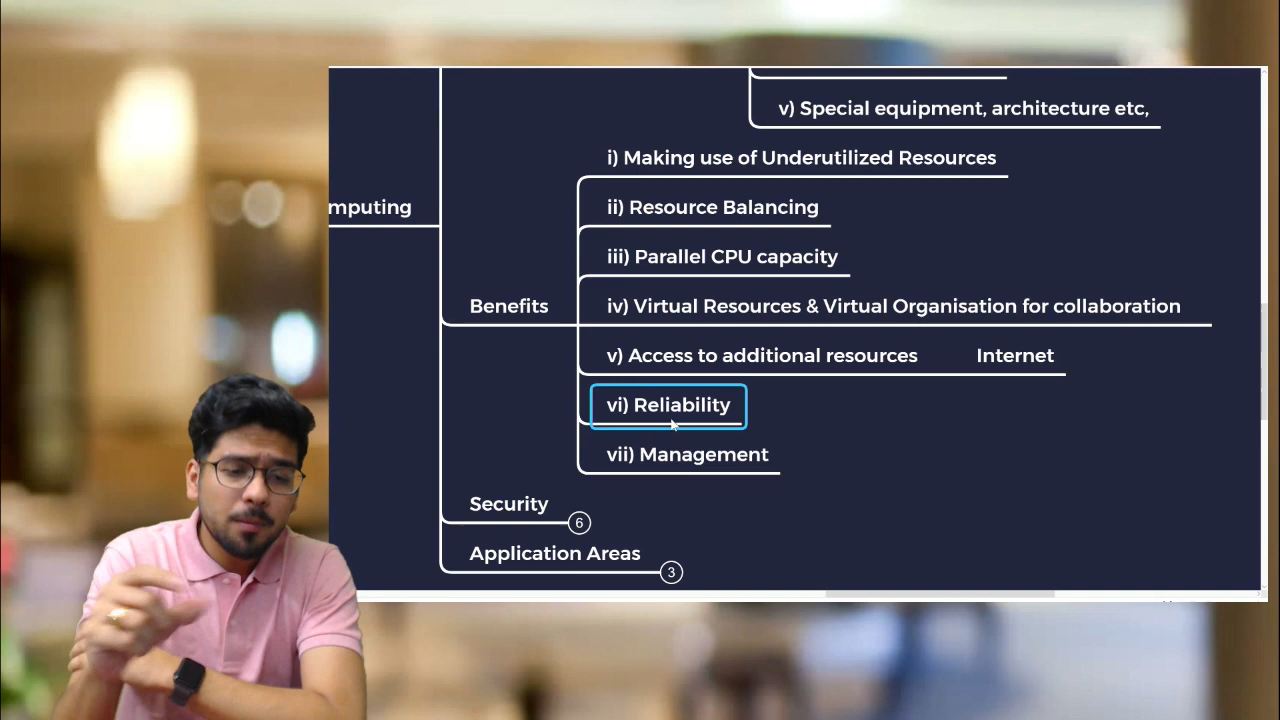 v) Special equipment, architecture etc,
i) Making use of Underutilized Resources
mputing
ii) Resource Balancing
iii) Parallel CPU capacity
Benefits
iv) Virtual Resources & Virtual Organisation for collaboration
v) Access to additional resources Internet
vi) Reliability
vii) Management
Security
6
Application Areas
3